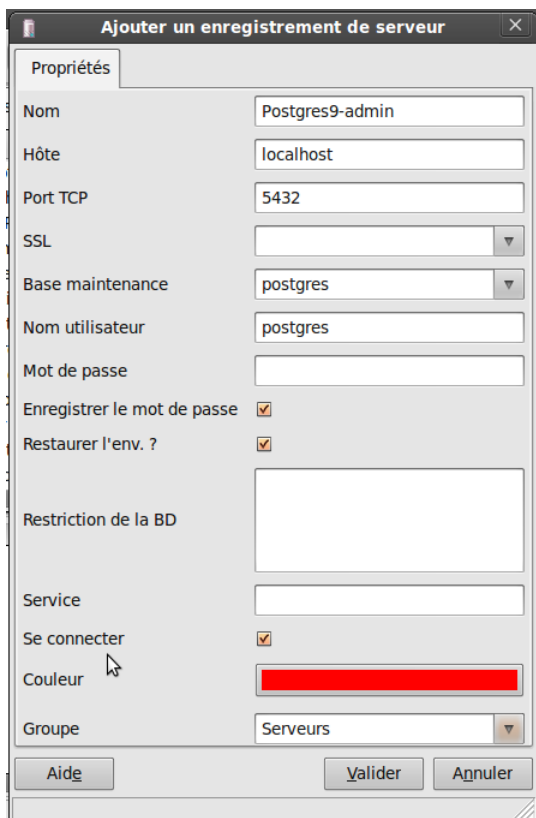 Ajouter un enregistrement de serveur
Propriétés
Nom Postgres9-admin
Hôte localhost
Port TCP 5432
SSL
Base maintenance postgres
Nom utilisateur postgres
Mot de passe
Enregistrer le mot de passe
Restaurer l'env. ?
Restriction de la BD
Service
Se connecter
Couleur
Groupe Serveurs
Aide Valider Annuler